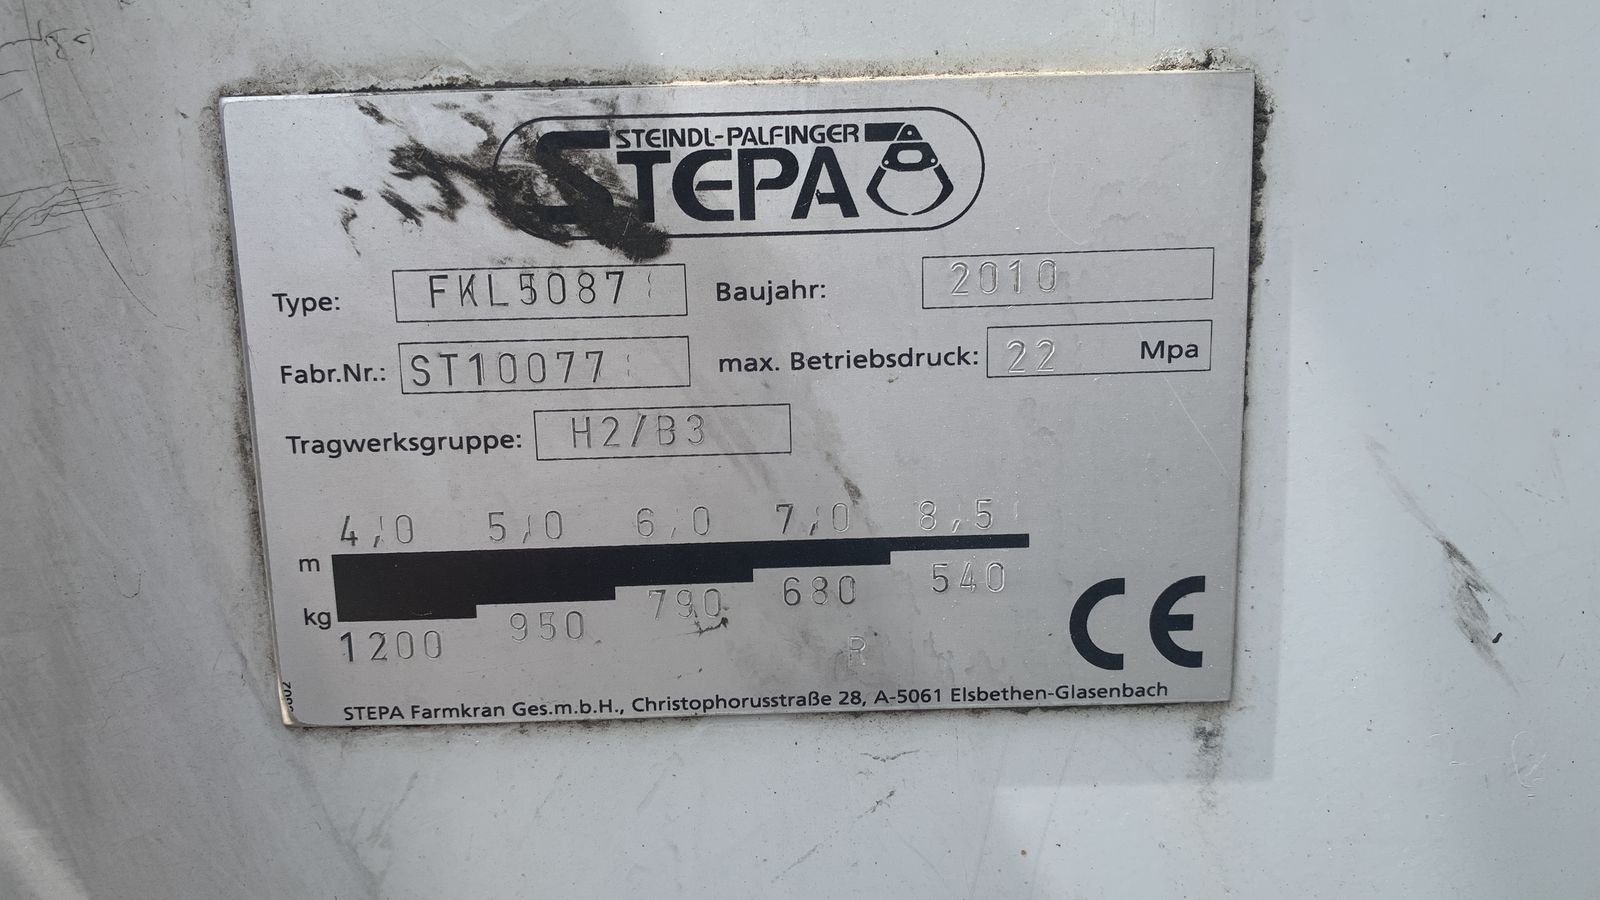 STEINDL-PALFINGER
STEPA
Type: FKL5087 Baujahr: 2010
Fabr.Nr.: ST10077 max. Betriebsdruck: 22 Mpa
Tragwerksgruppe: H2/B3
4,0 5,0 6,0 7,0 8,5
m
kg
1200 950 790 680 540
R
CE
STEPA Farmkran Ges.m.b.H., Christophorusstraße 28, A-5061 Elsbethen-Glasenbach